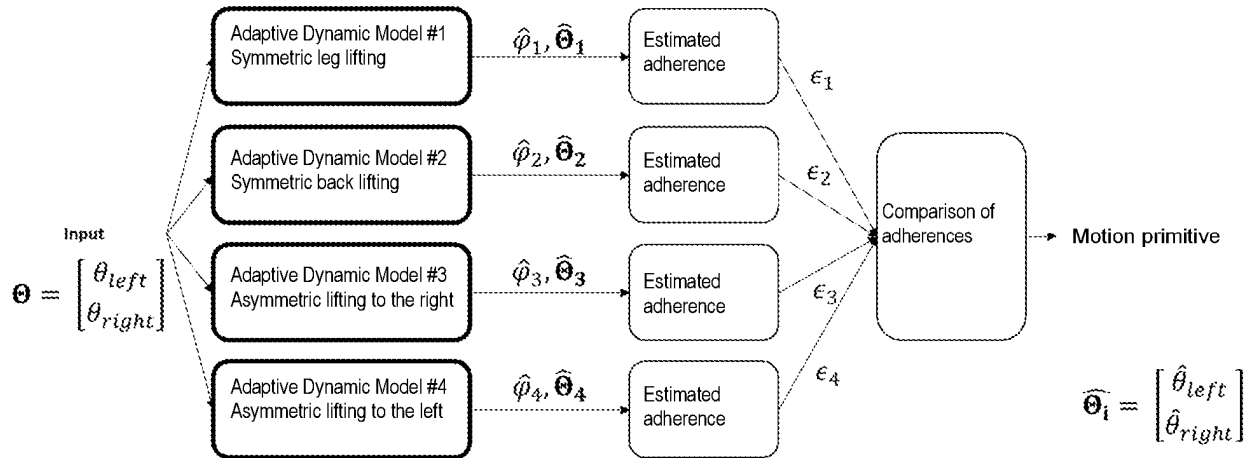 Adaptive Dynamic Model #1
Symmetric leg lifting
φ̂₁, Θ̂₁
Estimated
adherence
ϵ₁
Adaptive Dynamic Model #2
Symmetric back lifting
φ̂₂, Θ̂₂
Estimated
adherence
ϵ₂
Input
Θ = [θ_left
θ_right]
Adaptive Dynamic Model #3
Asymmetric lifting to the right
φ̂₃, Θ̂₃
Estimated
adherence
ϵ₃
Adaptive Dynamic Model #4
Asymmetric lifting to the left
φ̂₄, Θ̂₄
Estimated
adherence
ϵ₄
Comparison of
adherences
Motion primitive
Θ̂ᵢ = [θ̂_left
θ̂_right]